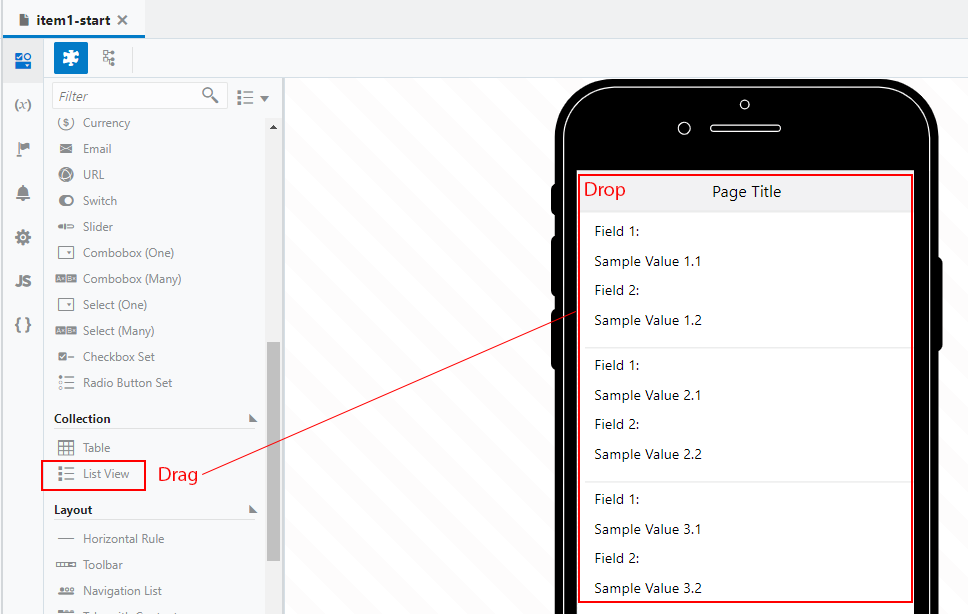 item1-start
Filter
(x)
Currency
Email
URL
Switch
Slider
Combobox (One)
JS
Combobox (Many)
Select (One)
{ }
Select (Many)
Checkbox Set
Radio Button Set
Collection
Table
List View
Drag
Layout
Horizontal Rule
Toolbar
Navigation List
Drop
Page Title
Field 1:
Sample Value 1.1
Field 2:
Sample Value 1.2
Field 1:
Sample Value 2.1
Field 2:
Sample Value 2.2
Field 1:
Sample Value 3.1
Field 2:
Sample Value 3.2